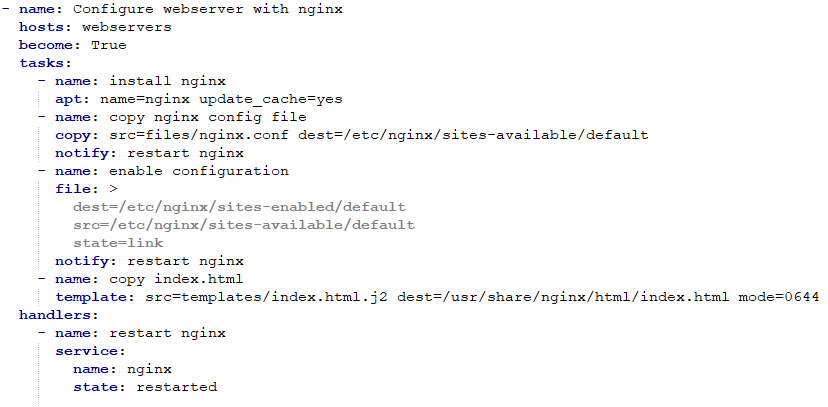 - name: Configure webserver with nginx
  hosts: webservers
  become: True
  tasks:
    - name: install nginx
      apt: name=nginx update_cache=yes
    - name: copy nginx config file
      copy: src=files/nginx.conf dest=/etc/nginx/sites-available/default
      notify: restart nginx
    - name: enable configuration
      file: >
        dest=/etc/nginx/sites-enabled/default
        src=/etc/nginx/sites-available/default
        state=link
      notify: restart nginx
    - name: copy index.html
      template: src=templates/index.html.j2 dest=/usr/share/nginx/html/index.html mode=0644
  handlers:
    - name: restart nginx
      service:
        name: nginx
        state: restarted